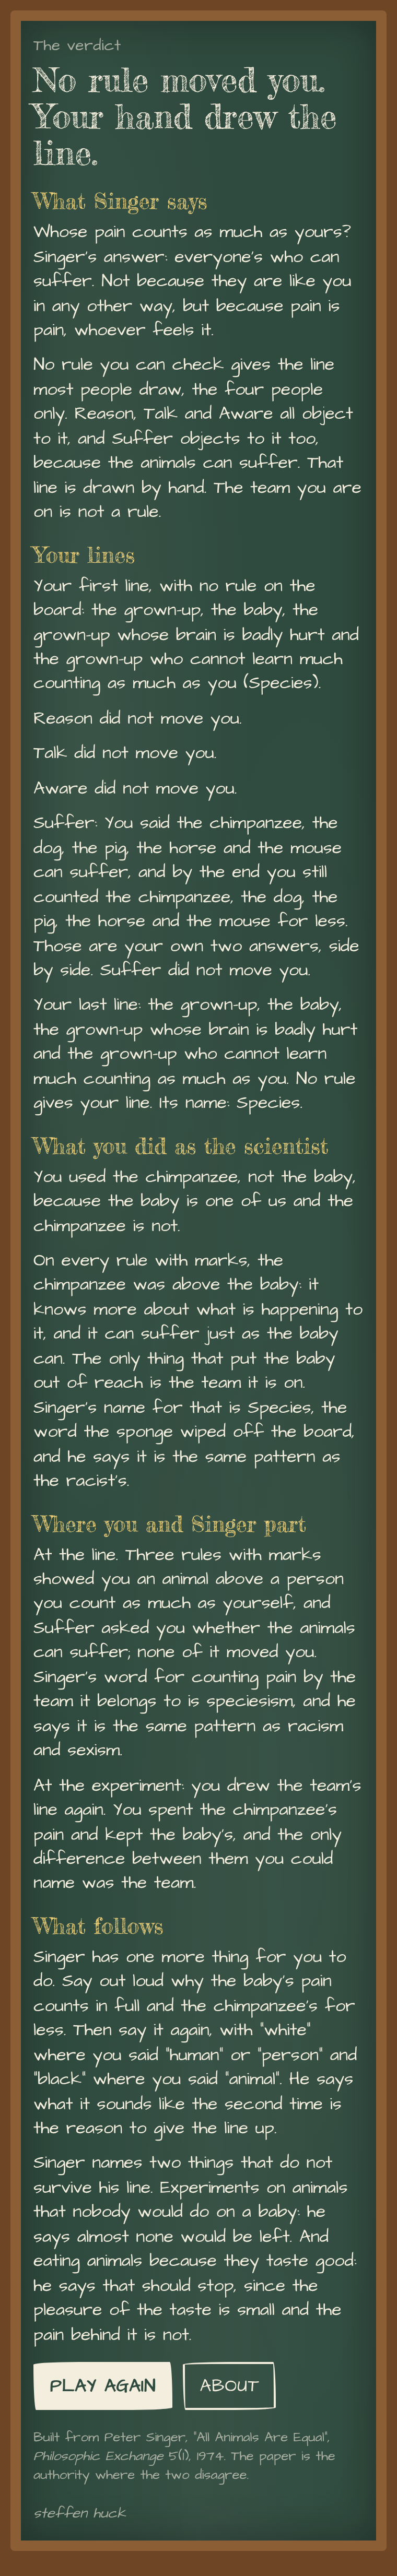 The verdict
No rule moved you.
Your hand drew the
line.
What Singer says
Whose pain counts as much as yours?
Singer's answer: everyone's who can
suffer. Not because they are like you
in any other way, but because pain is
pain, whoever feels it.
No rule you can check gives the line
most people draw, the four people
only. Reason, Talk and Aware all object
to it, and Suffer objects to it too,
because the animals can suffer. That
line is drawn by hand. The team you are
on is not a rule.
Your lines
Your first line, with no rule on the
board: the grown-up, the baby, the
grown-up whose brain is badly hurt and
the grown-up who cannot learn much
counting as much as you (Species).
Reason did not move you.
Talk did not move you.
Aware did not move you.
Suffer: You said the chimpanzee, the
dog, the pig, the horse and the mouse
can suffer, and by the end you still
counted the chimpanzee, the dog, the
pig, the horse and the mouse for less.
Those are your own two answers, side
by side. Suffer did not move you.
Your last line: the grown-up, the baby,
the grown-up whose brain is badly hurt
and the grown-up who cannot learn
much counting as much as you. No rule
gives your line. Its name: Species.
What you did as the scientist
You used the chimpanzee, not the baby,
because the baby is one of us and the
chimpanzee is not.
On every rule with marks, the
chimpanzee was above the baby: it
knows more about what is happening to
it, and it can suffer just as the baby
can. The only thing that put the baby
out of reach is the team it is on.
Singer's name for that is Species, the
word the sponge wiped off the board,
and he says it is the same pattern as
the racist's.
Where you and Singer part
At the line. Three rules with marks
showed you an animal above a person
you count as much as yourself, and
Suffer asked you whether the animals
can suffer; none of it moved you.
Singer's word for counting pain by the
team it belongs to is speciesism, and he
says it is the same pattern as racism
and sexism.
At the experiment: you drew the team's
line again. You spent the chimpanzee's
pain and kept the baby's, and the only
difference between them you could
name was the team.
What follows
Singer has one more thing for you to
do. Say out loud why the baby's pain
counts in full and the chimpanzee's for
less. Then say it again, with "white"
where you said "human" or "person" and
"black" where you said "animal". He says
what it sounds like the second time is
the reason to give the line up.
Singer names two things that do not
survive his line. Experiments on animals
that nobody would do on a baby: he
says almost none would be left. And
eating animals because they taste good:
he says that should stop, since the
pleasure of the taste is small and the
pain behind it is not.
PLAY AGAIN ABOUT
Built from Peter Singer, "All Animals Are Equal",
Philosophic Exchange 5(1), 1974. The paper is the
authority where the two disagree.
steffen huck